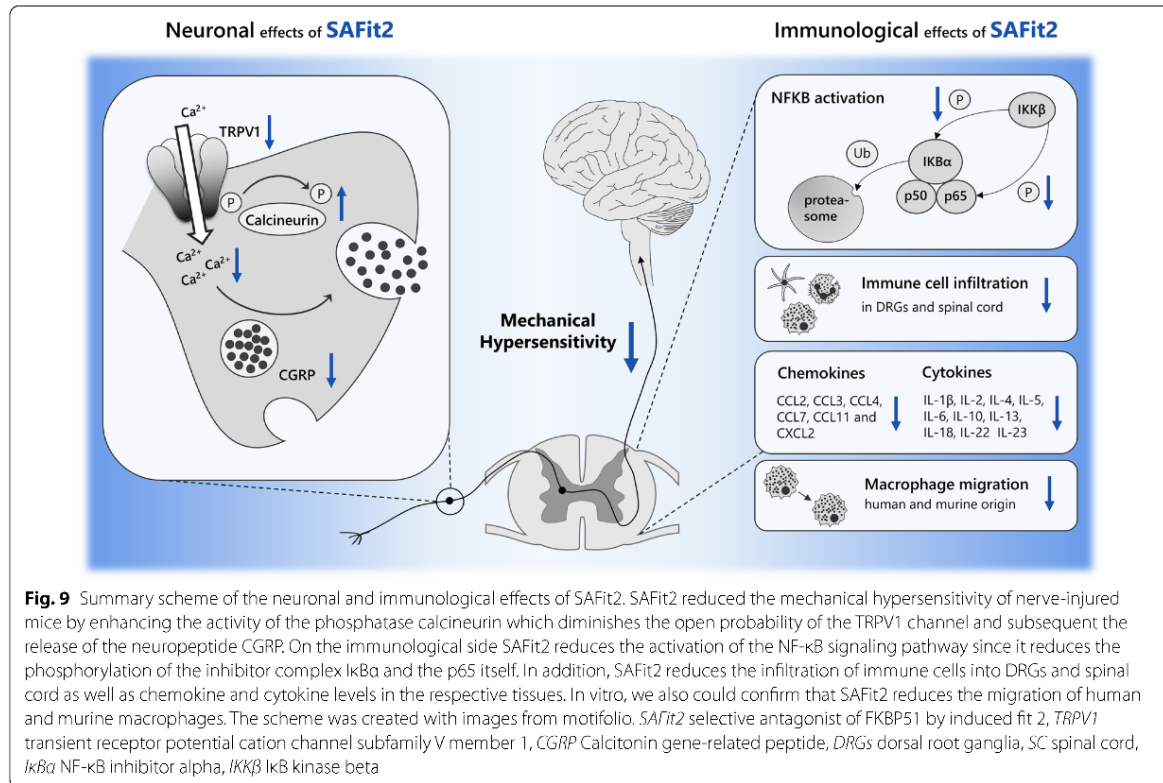 Neuronal effects of SAFit2
Immunological effects of SAFit2
Ca²⁺
TRPV1
P
P
Calcineurin
Ca²⁺
Ca²⁺ Ca²⁺
Ca²⁺
CGRP
Mechanical
Hypersensitivity
NFKB activation
P
IKKβ
Ub
IKBα
p50 p65
P
protea-
some
Immune cell infiltration
in DRGs and spinal cord
Chemokines
CCL2, CCL3, CCL4,
CCL7, CCL11 and
CXCL2
Cytokines
IL-1β, IL-2, IL-4, IL-5,
IL-6, IL-10, IL-13,
IL-18, IL-22 IL-23
Macrophage migration
human and murine origin
Fig. 9 Summary scheme of the neuronal and immunological effects of SAFit2. SAFit2 reduced the mechanical hypersensitivity of nerve-injured
mice by enhancing the activity of the phosphatase calcineurin which diminishes the open probability of the TRPV1 channel and subsequent the
release of the neuropeptide CGRP. On the immunological side SAFit2 reduces the activation of the NF-κB signaling pathway since it reduces the
phosphorylation of the inhibitor complex IκBα and the p65 itself. In addition, SAFit2 reduces the infiltration of immune cells into DRGs and spinal
cord as well as chemokine and cytokine levels in the respective tissues. In vitro, we also could confirm that SAFit2 reduces the migration of human
and murine macrophages. The scheme was created with images from motifolio. SAFit2 selective antagonist of FKBP51 by induced fit 2, TRPV1
transient receptor potential cation channel subfamily V member 1, CGRP Calcitonin gene-related peptide, DRGs dorsal root ganglia, SC spinal cord,
IκBα NF-κB inhibitor alpha, IKKβ IκB kinase beta